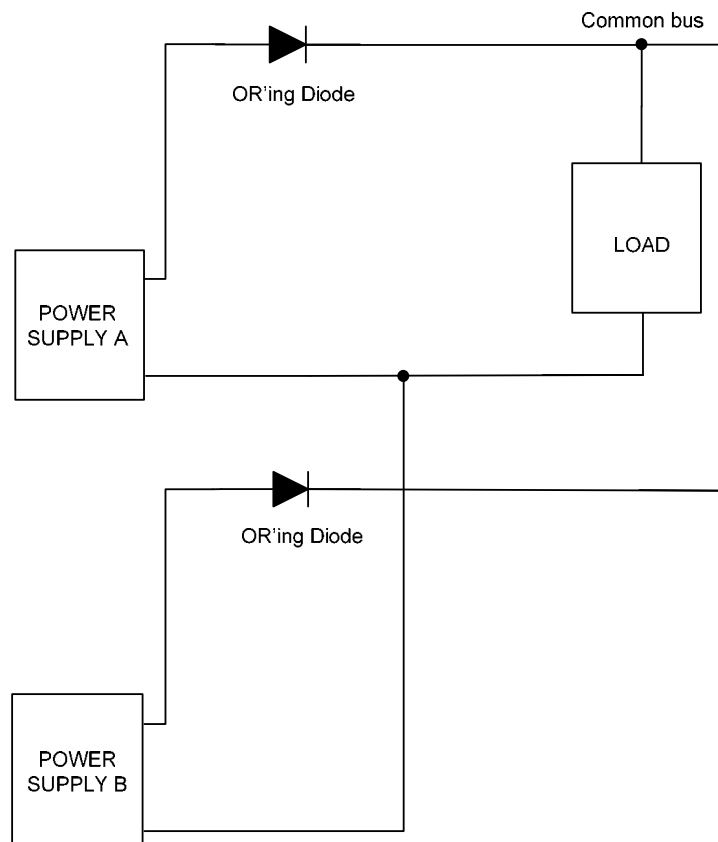 Common bus
OR'ing Diode
LOAD
POWER
SUPPLY A
OR'ing Diode
POWER
SUPPLY B